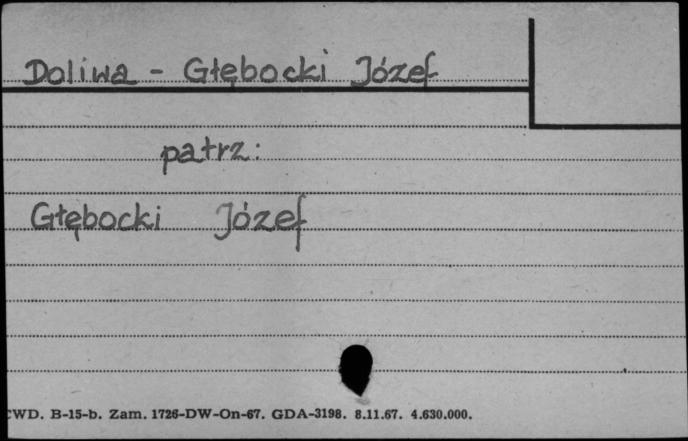 Doliwa - Głębocki Józef
patrz:
Głębocki Józef
CWD. B-15-b. Zam. 1726-DW-On-67. GDA-3198. 8.11.67. 4.630.000.